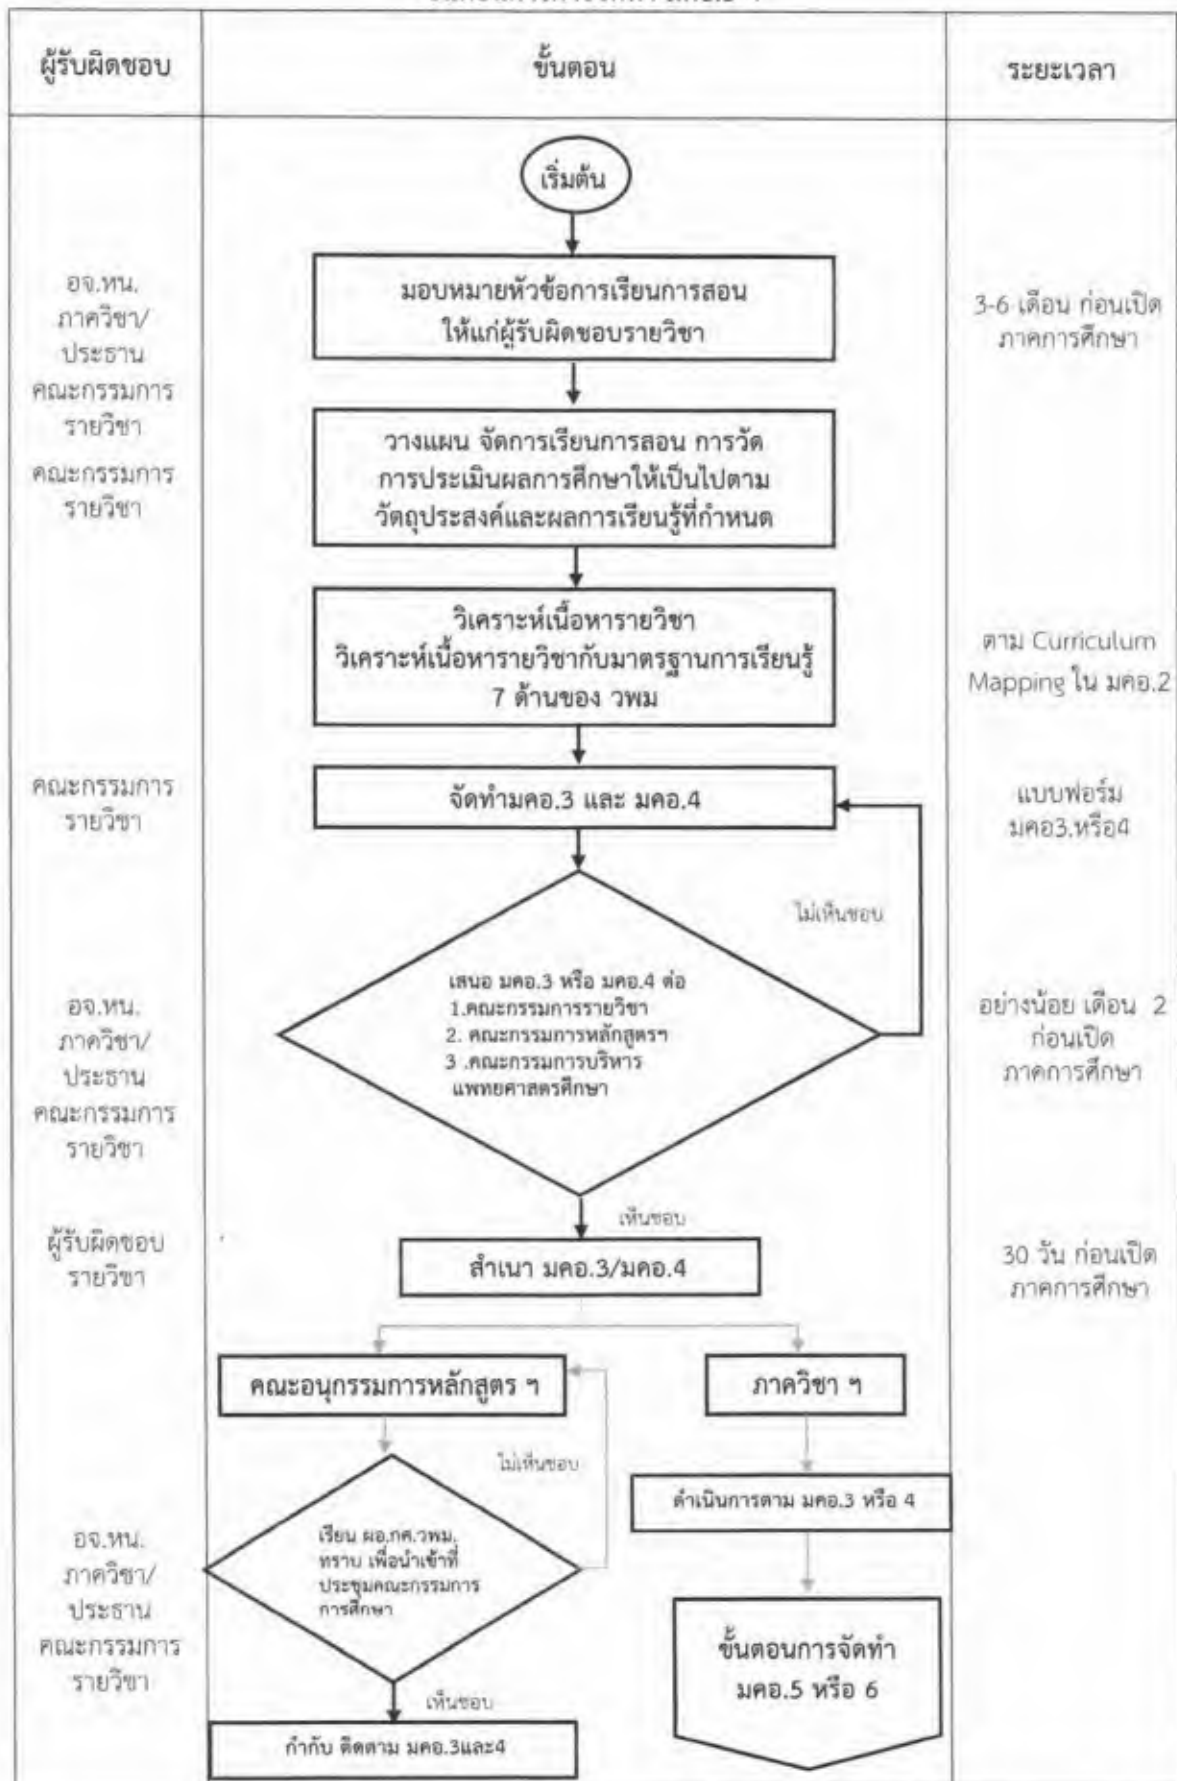 ผู้รับผิดชอบ
ขั้นตอน
ระยะเวลา
เริ่มต้น
อจ.หน.
ภาควิชา/
ประธาน
คณะกรรมการ
รายวิชา
มอบหมายหัวข้อการเรียนการสอน
ให้แก่ผู้รับผิดชอบรายวิชา
3-6 เดือน ก่อนเปิด
ภาคการศึกษา
คณะกรรมการ
รายวิชา
วางแผน จัดการเรียนการสอน การวัด
การประเมินผลการศึกษาให้เป็นไปตาม
วัตถุประสงค์และผลการเรียนรู้ที่กำหนด
วิเคราะห์เนื้อหารายวิชา
วิเคราะห์เนื้อหารายวิชากับมาตรฐานการเรียนรู้
7 ด้านของ วพม
ตาม Curriculum
Mapping ใน มคอ.2
คณะกรรมการ
รายวิชา
จัดทำมคอ.3 และ มคอ.4
แบบฟอร์ม
มคอ3.หรือ4
ไม่เห็นชอบ
อจ.หน.
ภาควิชา/
ประธาน
คณะกรรมการ
รายวิชา
เสนอ มคอ.3 หรือ มคอ.4 ต่อ
1.คณะกรรมการรายวิชา
2. คณะกรรมการหลักสูตรฯ
3 .คณะกรรมการบริหาร
แพทยศาสตรศึกษา
อย่างน้อย เดือน 2
ก่อนเปิด
ภาคการศึกษา
เห็นชอบ
ผู้รับผิดชอบ
รายวิชา
สำเนา มคอ.3/มคอ.4
30 วัน ก่อนเปิด
ภาคการศึกษา
คณะอนุกรรมการหลักสูตร ฯ
ภาควิชา ฯ
ไม่เห็นชอบ
ดำเนินการตาม มคอ.3 หรือ 4
อจ.หน.
ภาควิชา/
ประธาน
คณะกรรมการ
รายวิชา
เรียน ผอ.กศ.วพม.
ทราบ เพื่อนำเข้าที่
ประชุมคณะกรรมการ
การศึกษา
ขั้นตอนการจัดทำ
มคอ.5 หรือ 6
เห็นชอบ
กำกับ ติดตาม มคอ.3และ4